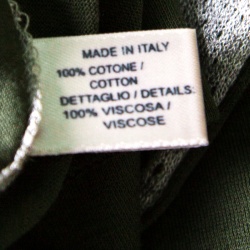 MADE IN ITALY
100% COTONE /
COTTON
DETTAGLIO / DETAILS:
100% VISCOSA /
VISCOSE